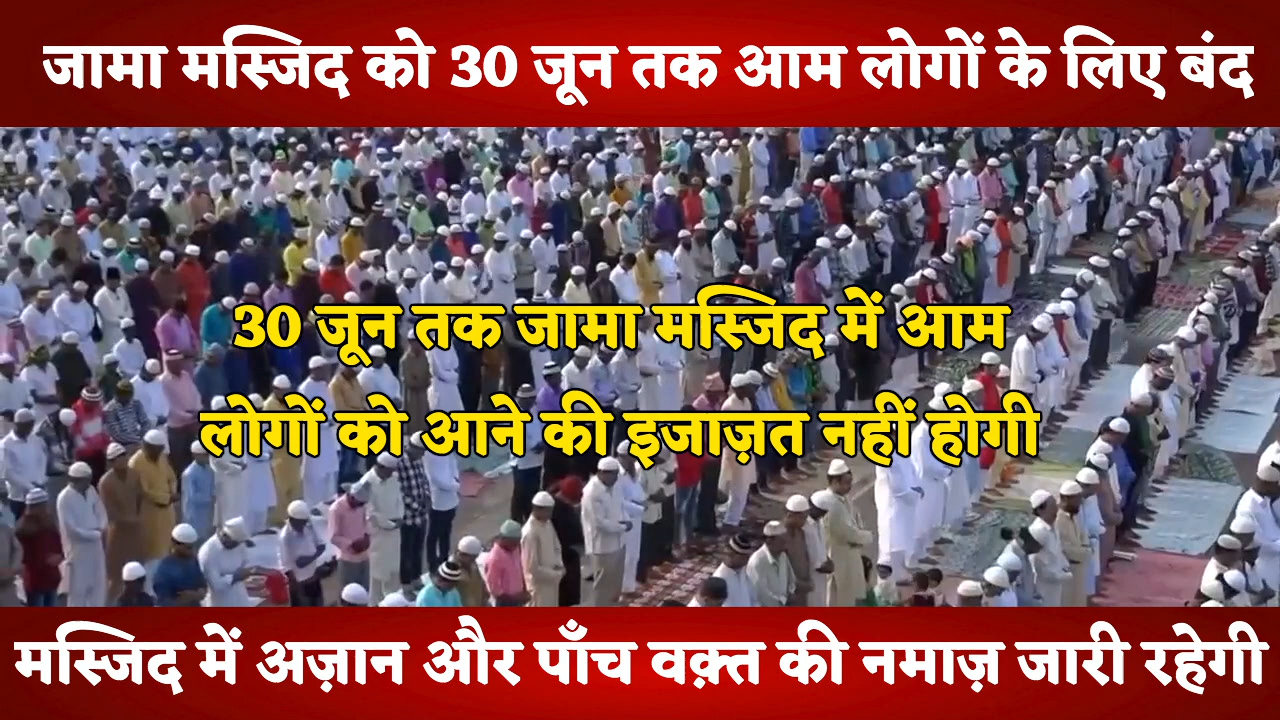 जामा मस्जिद को 30 जून तक आम लोगों के लिए बंद
30 जून तक जामा मस्जिद में आम
लोगों को आने की इजाज़त नहीं होगी
मस्जिद में अज़ान और पाँच वक़्त की नमाज़ जारी रहेगी